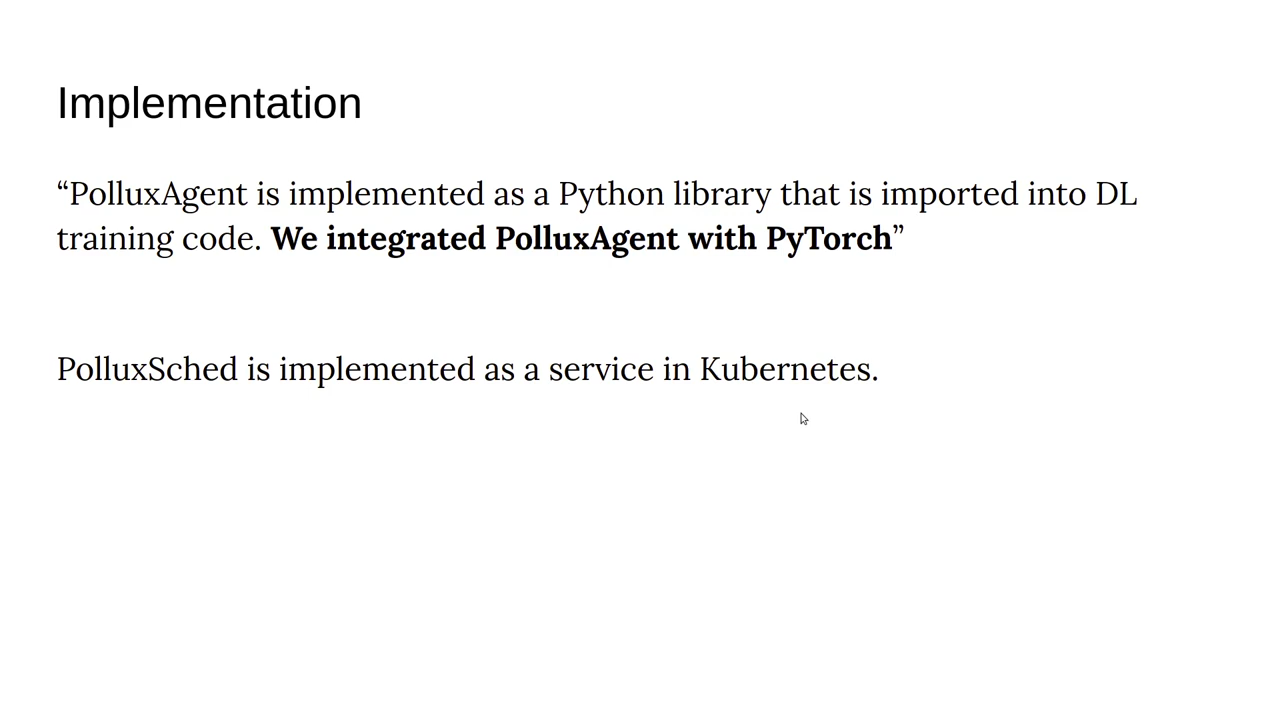 Implementation
“PolluxAgent is implemented as a Python library that is imported into DL
training code. We integrated PolluxAgent with PyTorch”
PolluxSched is implemented as a service in Kubernetes.